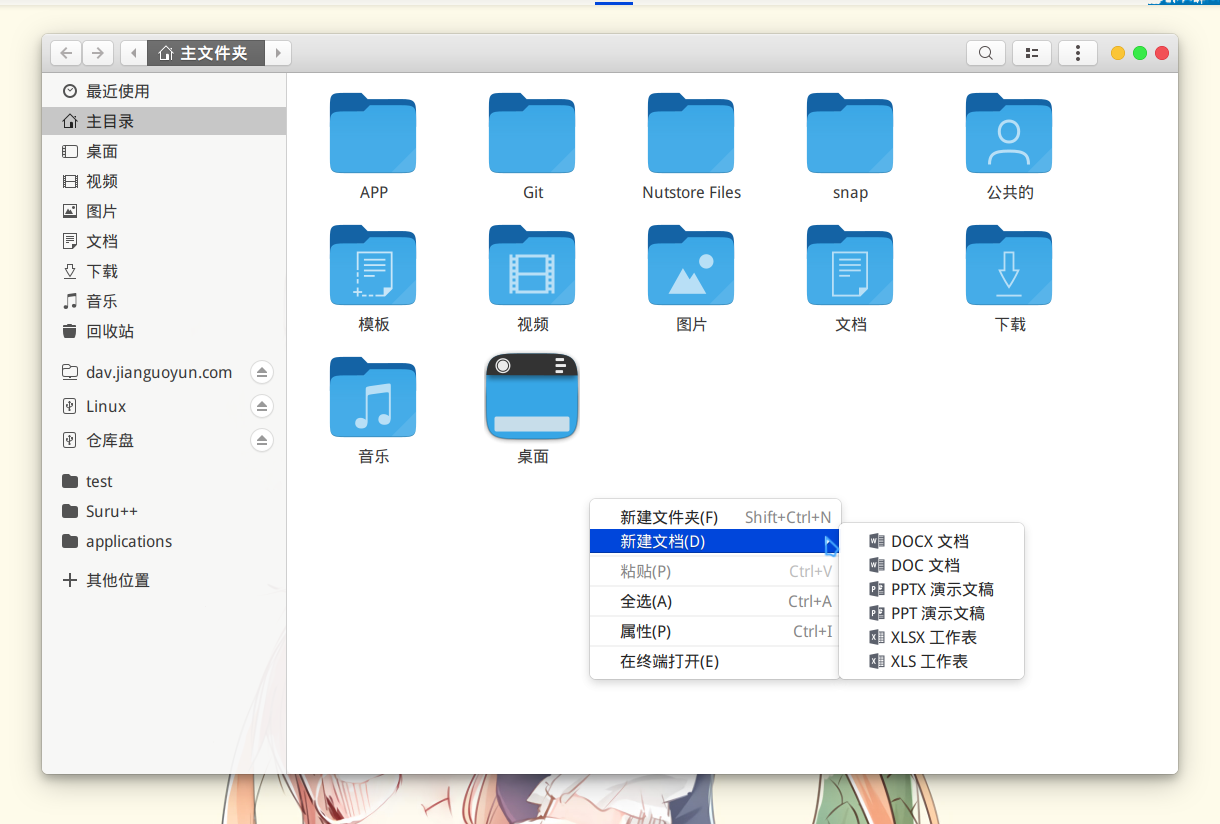 主文件夹
最近使用
主目录
桌面
视频
图片
文档
下载
音乐
回收站
dav.jianguoyun.com
Linux
仓库盘
test
Suru++
applications
其他位置
APP
Git
Nutstore Files
snap
公共的
模板
视频
图片
文档
下载
音乐
桌面
新建文件夹(F) Shift+Ctrl+N
新建文档(D)
粘贴(P) Ctrl+V
全选(A) Ctrl+A
属性(P) Ctrl+I
在终端打开(E)
DOCX 文档
DOC 文档
PPTX 演示文稿
PPT 演示文稿
XLSX 工作表
XLS 工作表